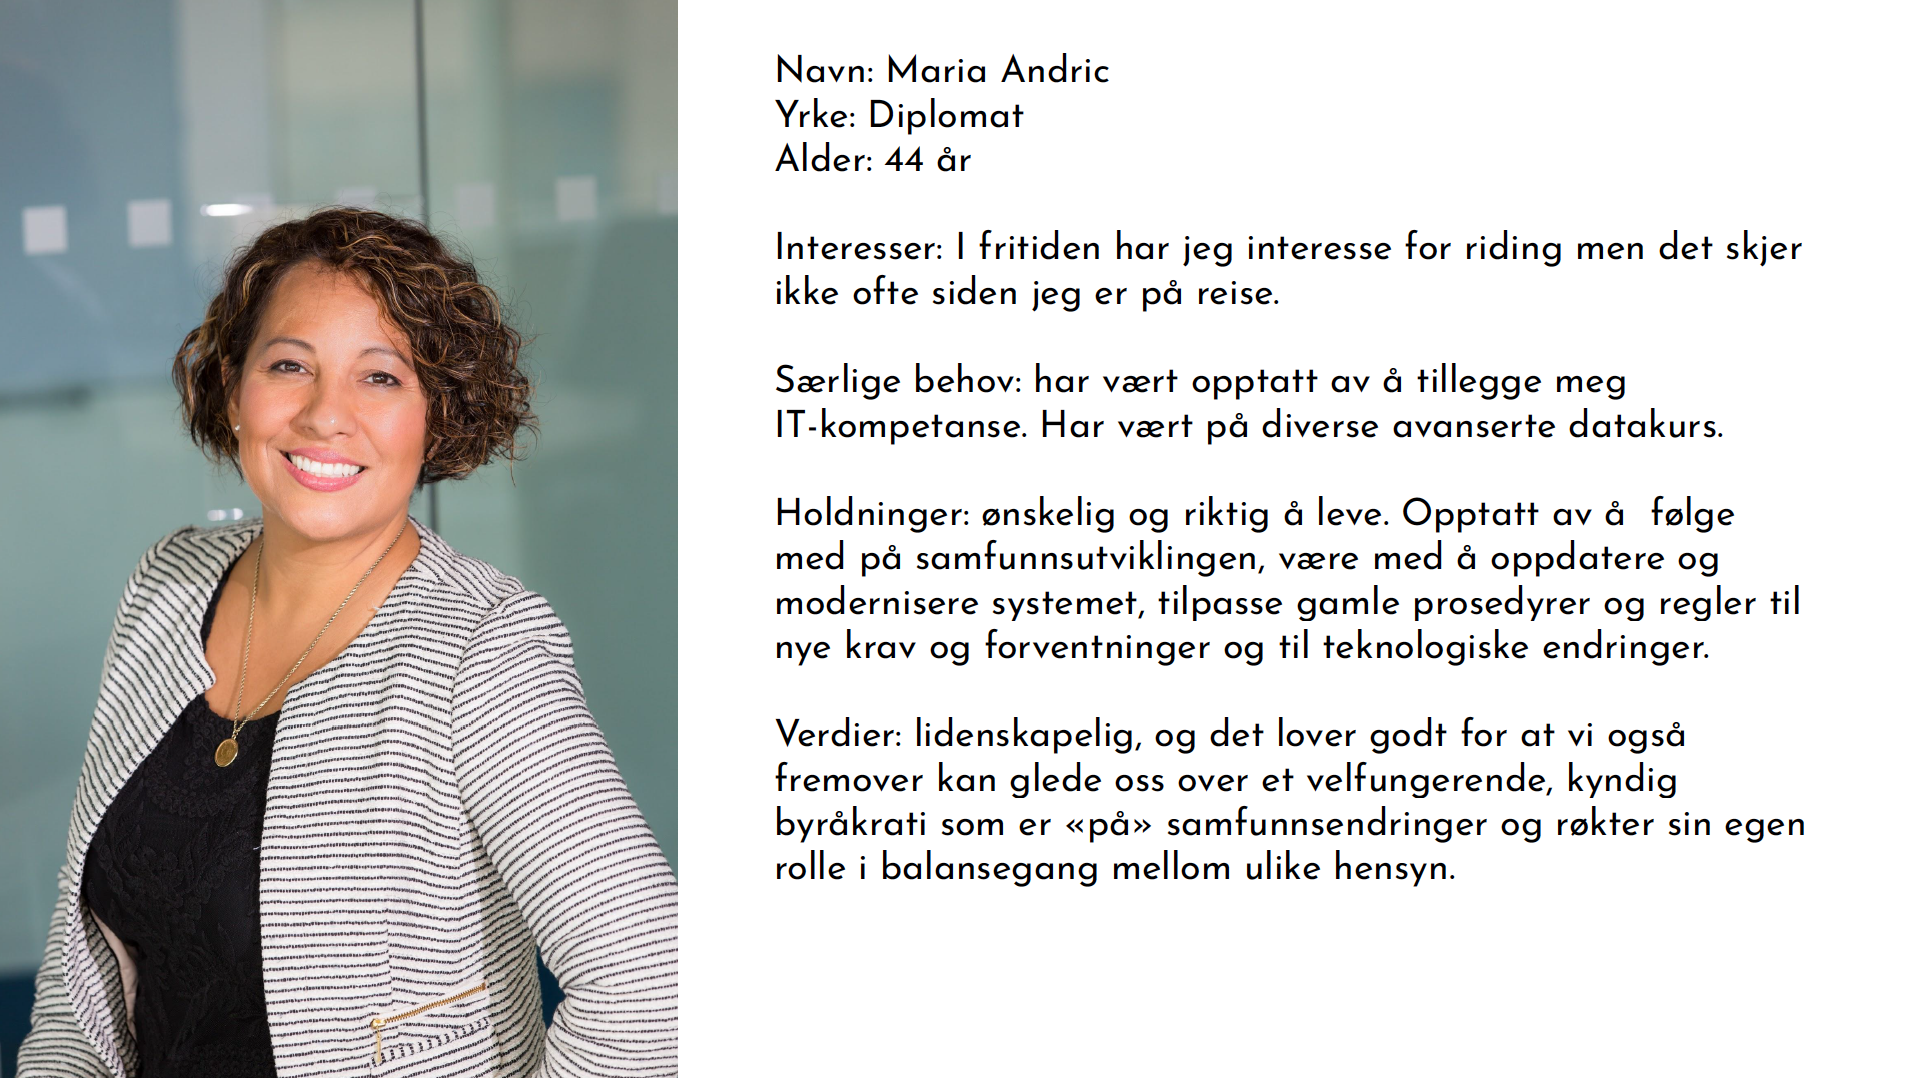 Navn: Maria Andric
Yrke: Diplomat
Alder: 44 år
Interesser: I fritiden har jeg interesse for riding men det skjer
ikke ofte siden jeg er på reise.
Særlige behov: har vært opptatt av å tillegge meg
IT-kompetanse. Har vært på diverse avanserte datakurs.
Holdninger: ønskelig og riktig å leve. Opptatt av å  følge
med på samfunnsutviklingen, være med å oppdatere og
modernisere systemet, tilpasse gamle prosedyrer og regler til
nye krav og forventninger og til teknologiske endringer.
Verdier: lidenskapelig, og det lover godt for at vi også
fremover kan glede oss over et velfungerende, kyndig
byråkrati som er «på» samfunnsendringer og røkter sin egen
rolle i balansegang mellom ulike hensyn.